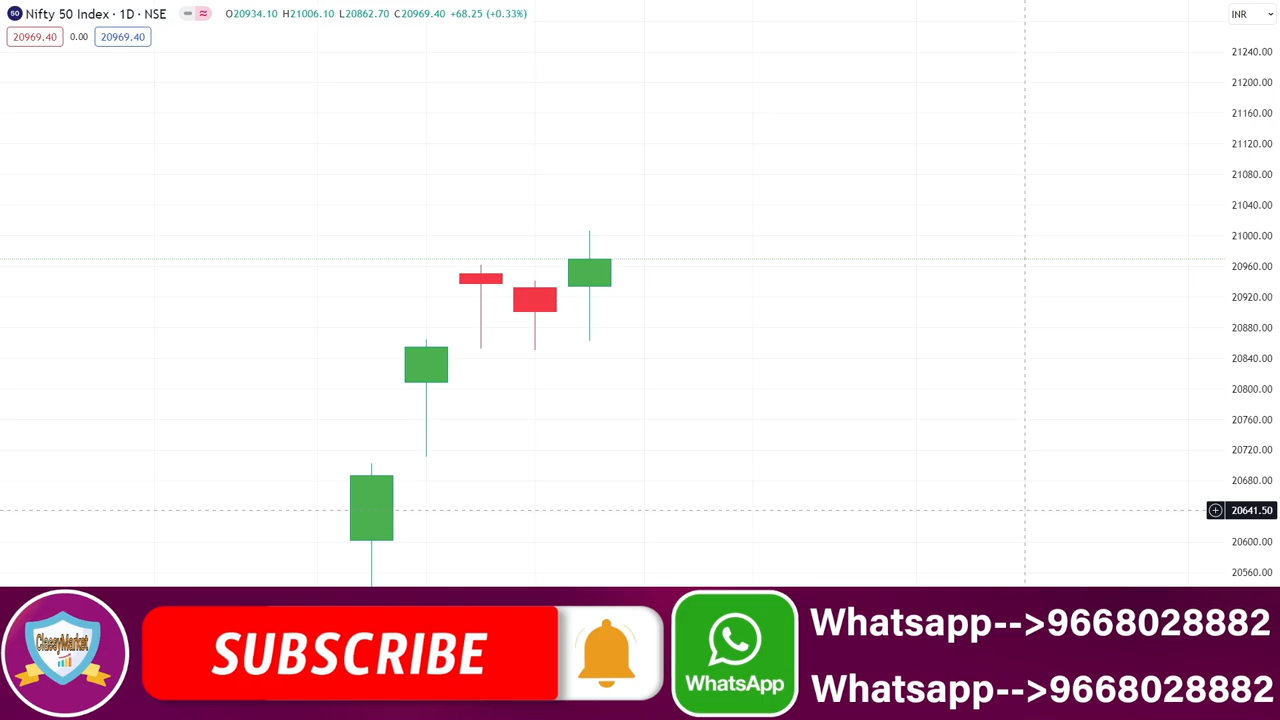 50 Nifty 50 Index · 1D · NSE O20934.10 H21006.10 L20862.70 C20969.40 +68.25 (+0.33%) INR
20969.40 0.00 20969.40
21240.00
21200.00
21160.00
21120.00
21080.00
21040.00
21000.00
20960.00
20920.00
20880.00
20840.00
20800.00
20760.00
20720.00
20680.00
20641.50
20600.00
20560.00
ClassyMarket
SUBSCRIBE
WhatsApp
Whatsapp-->9668028882
Whatsapp-->9668028882